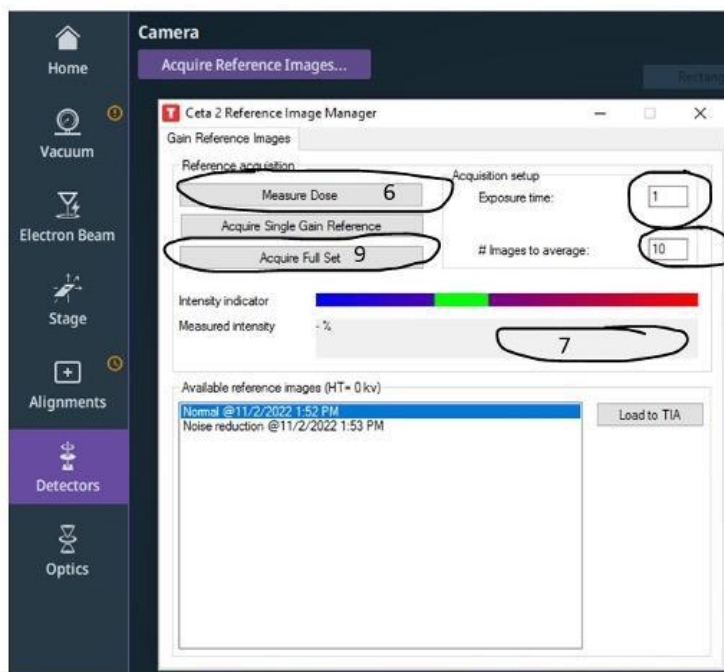 Camera
Home
Acquire Reference Images...
Rectang
T Ceta 2 Reference Image Manager
Vacuum
Gain Reference Images
Reference acquisition
Acquisition setup
Measure Dose 6
Exposure time: 1
Electron Beam
Acquire Single Gain Reference
Acquire Full Set 9
# Images to average: 10
Stage
Intensity indicator
Measured intensity - %
7
Alignments
Available reference images (HT= 0 kv)
Normal @11/2/2022 1:52 PM
Load to TIA
Noise reduction @11/2/2022 1:53 PM
Detectors
Optics